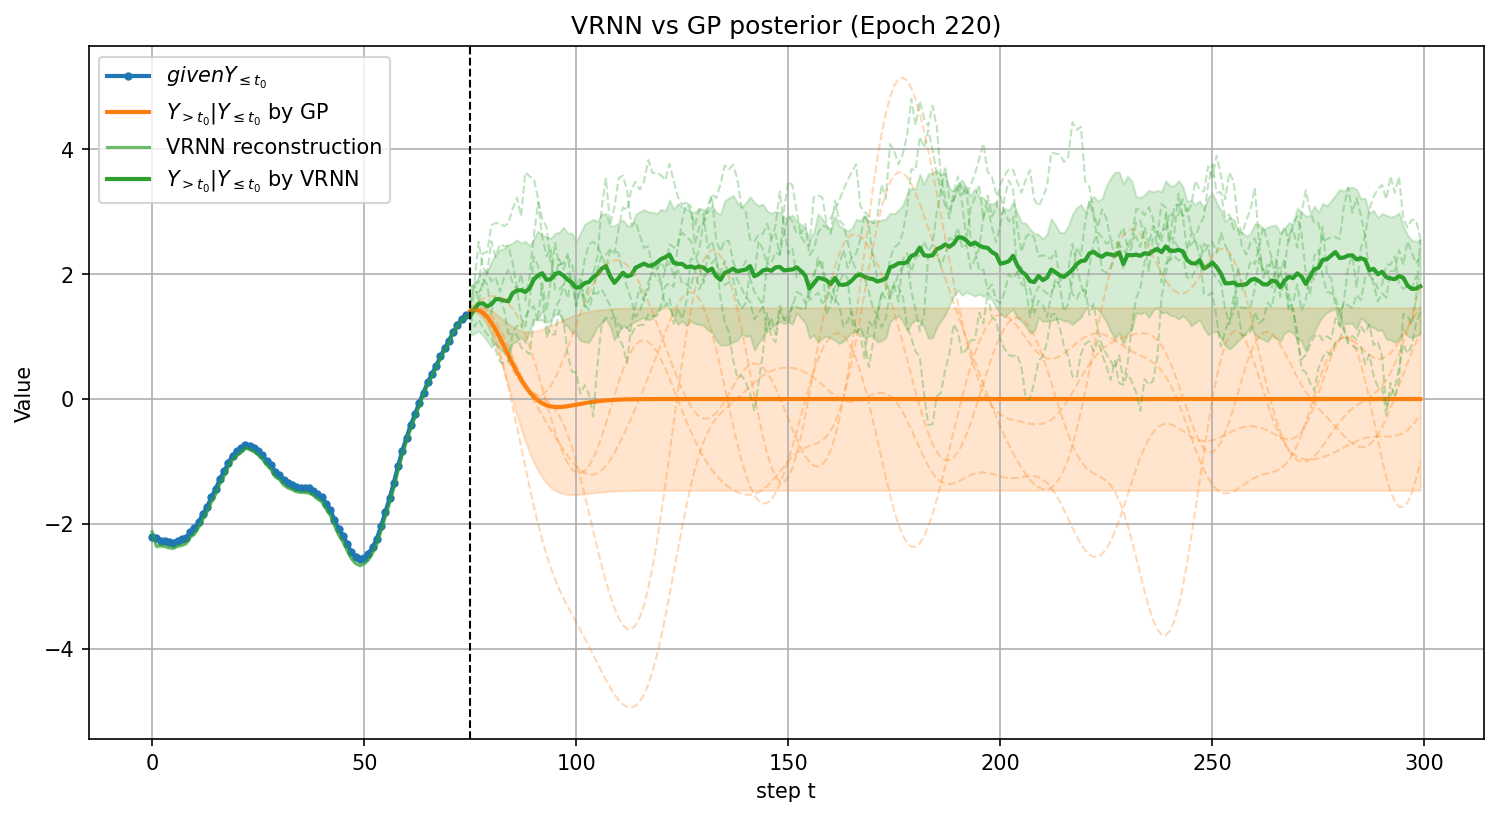 VRNN vs GP posterior (Epoch 220)
givenY≤t₀
Y>t₀|Y≤t₀ by GP
VRNN reconstruction
Y>t₀|Y≤t₀ by VRNN
Value
4
2
0
−2
−4
0 50 100 150 200 250 300
step t